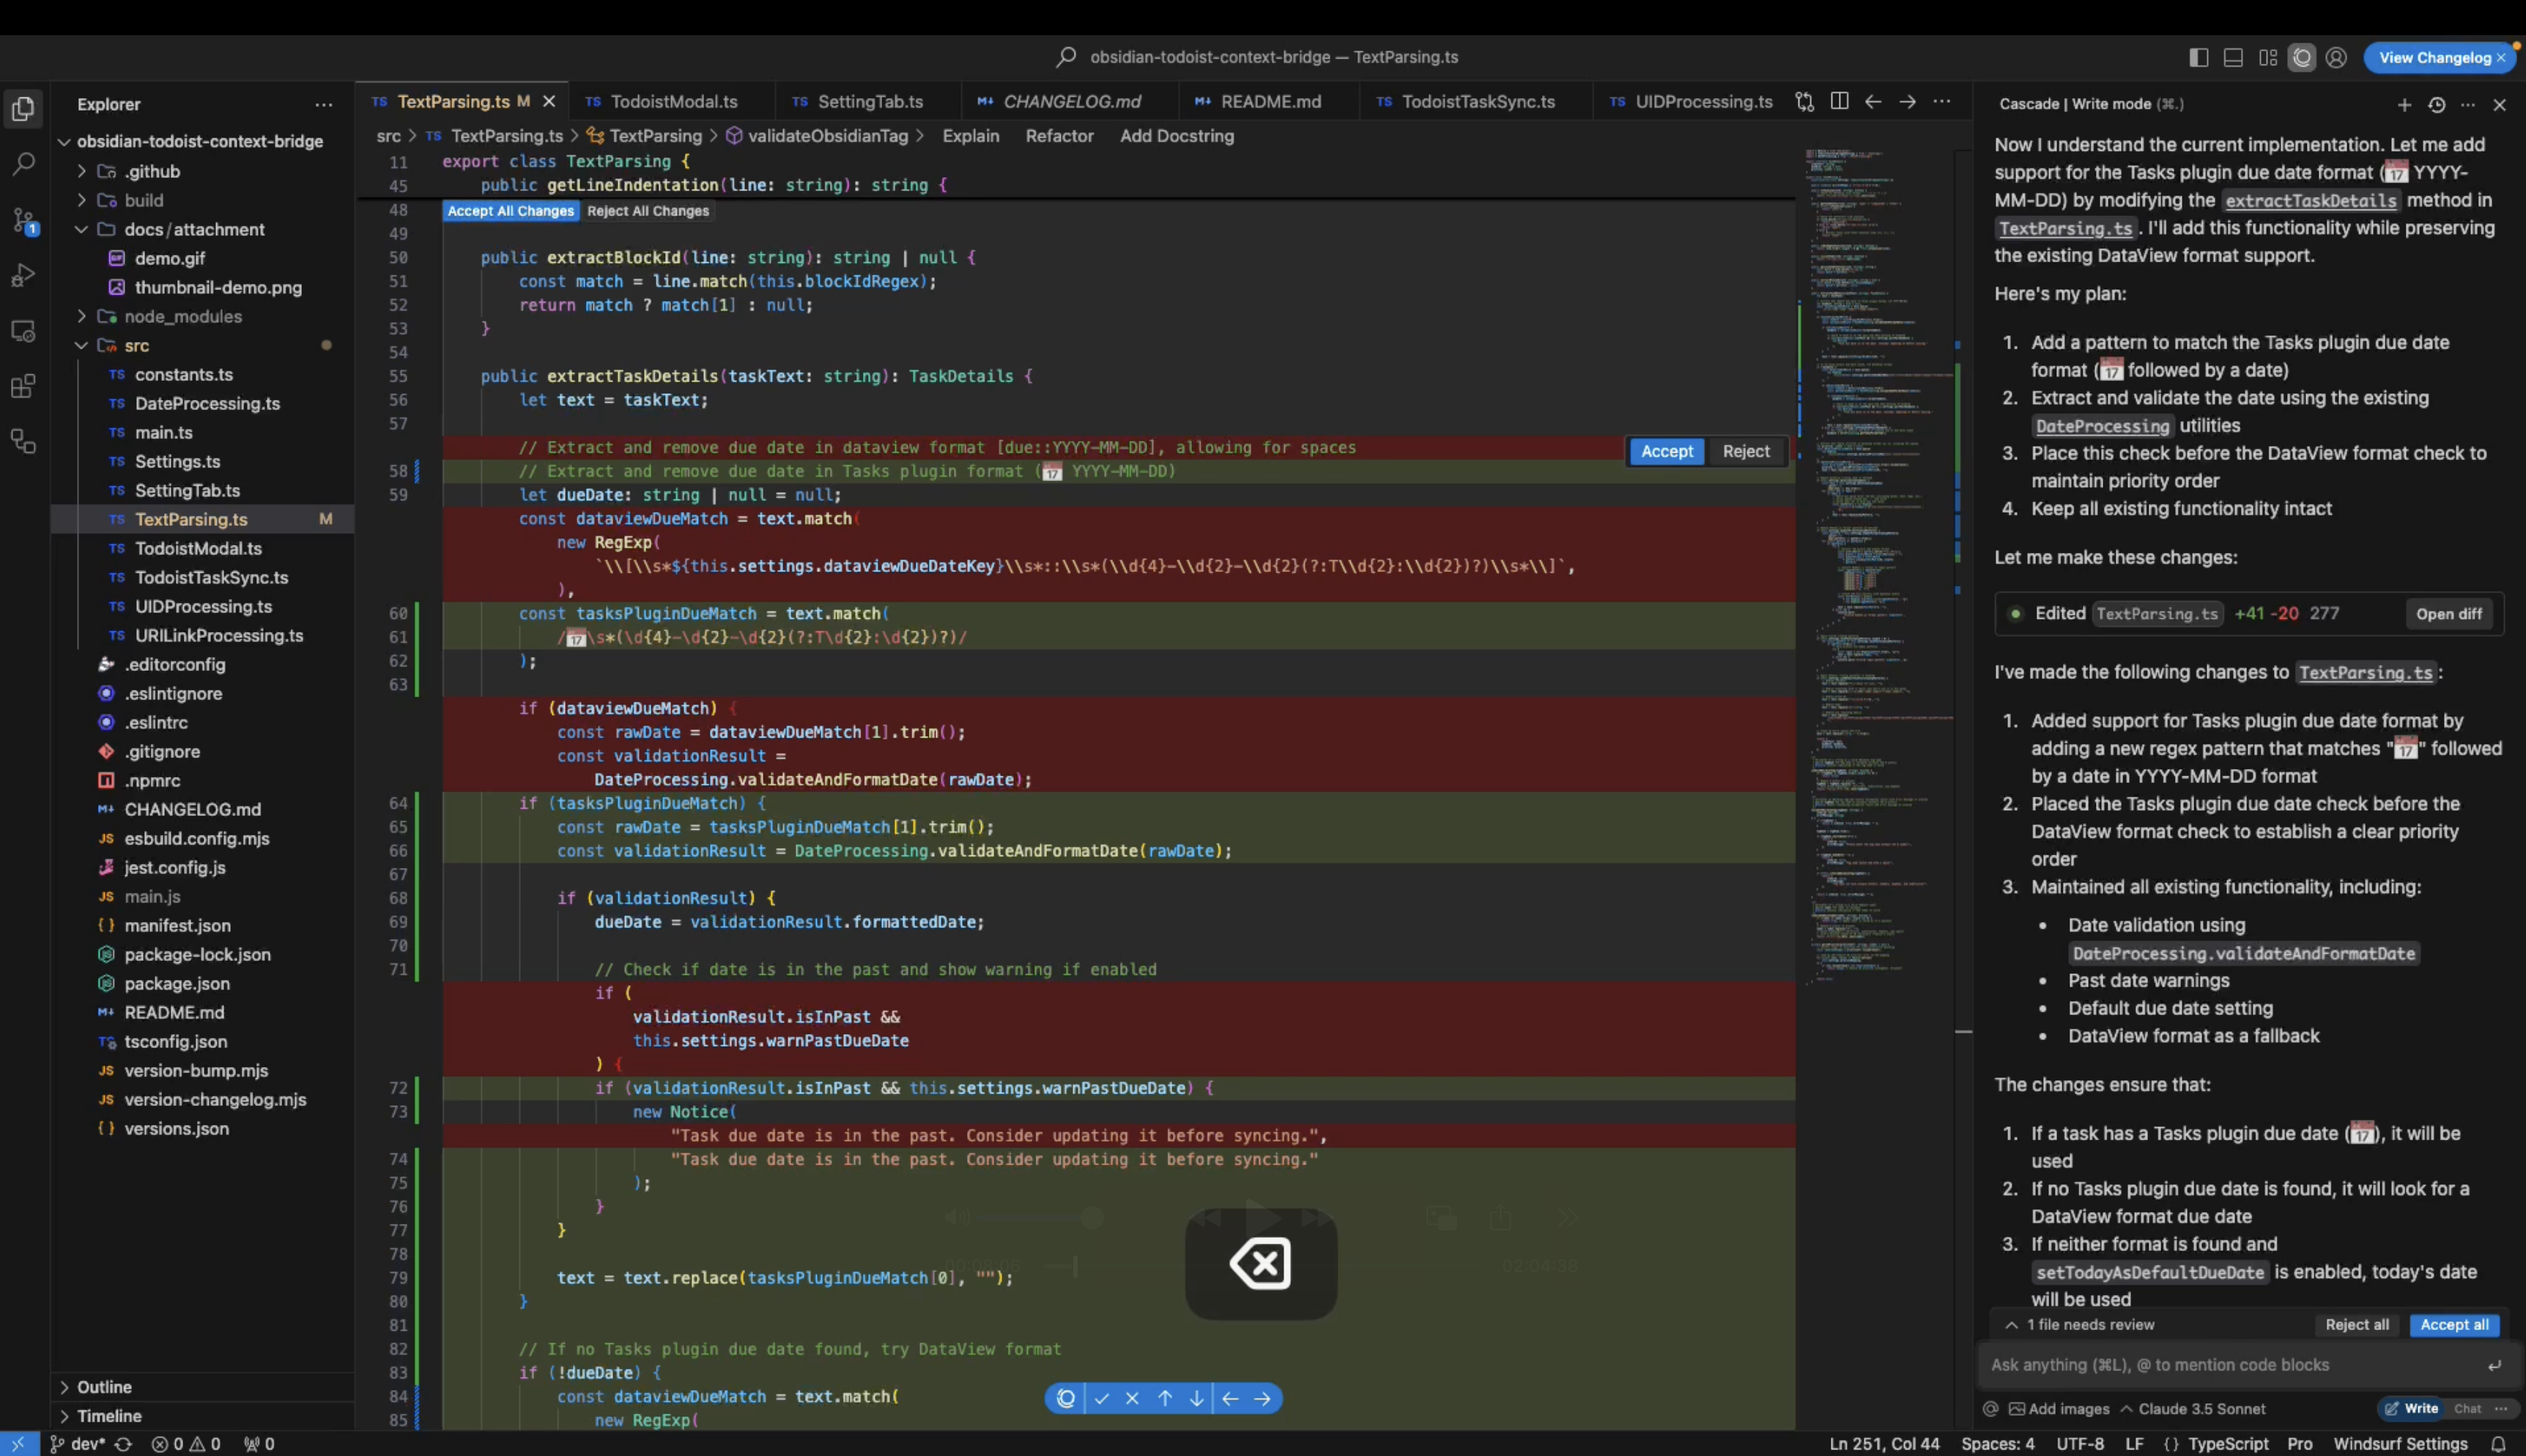 obsidian-todoist-context-bridge — TextParsing.ts
View Changelog ×
Explorer
obsidian-todoist-context-bridge
.github
build
docs/attachment
demo.gif
thumbnail-demo.png
node_modules
src
TS constants.ts
TS DateProcessing.ts
TS main.ts
TS Settings.ts
TS SettingTab.ts
TS TextParsing.ts M
TS TodoistModal.ts
TS TodoistTaskSync.ts
TS UIDProcessing.ts
TS URILinkProcessing.ts
.editorconfig
.eslintignore
.eslintrc
.gitignore
.npmrc
CHANGELOG.md
JS esbuild.config.mjs
jest.config.js
JS main.js
{} manifest.json
package-lock.json
package.json
README.md
tsconfig.json
JS version-bump.mjs
JS version-changelog.mjs
{} versions.json
Outline
Timeline
1
TS TextParsing.ts M
TS TodoistModal.ts
TS SettingTab.ts
CHANGELOG.md
README.md
TS TodoistTaskSync.ts
TS UIDProcessing.ts
src > TS TextParsing.ts > TextParsing > validateObsidianTag > Explain Refactor Add Docstring
11 export class TextParsing {
45 public getLineIndentation(line: string): string {
48 Accept All Changes Reject All Changes
49
50 public extractBlockId(line: string): string | null {
51 const match = line.match(this.blockIdRegex);
52 return match ? match[1] : null;
53 }
54
55 public extractTaskDetails(taskText: string): TaskDetails {
56 let text = taskText;
57
// Extract and remove due date in dataview format [due::YYYY-MM-DD], allowing for spaces
Accept Reject
58 // Extract and remove due date in Tasks plugin format (📅 YYYY-MM-DD)
59 let dueDate: string | null = null;
const dataviewDueMatch = text.match(
new RegExp(
`\\[\\s*${this.settings.dataviewDueDateKey}\\s*::\\s*(\\d{4}-\\d{2}-\\d{2}(?:T\\d{2}:\\d{2})?)\\s*\\]`,
),
60 const tasksPluginDueMatch = text.match(
61 /📅\s*(\d{4}-\d{2}-\d{2}(?:T\d{2}:\d{2})?)/
62 );
63
if (dataviewDueMatch) {
const rawDate = dataviewDueMatch[1].trim();
const validationResult =
DateProcessing.validateAndFormatDate(rawDate);
64 if (tasksPluginDueMatch) {
65 const rawDate = tasksPluginDueMatch[1].trim();
66 const validationResult = DateProcessing.validateAndFormatDate(rawDate);
67
68 if (validationResult) {
69 dueDate = validationResult.formattedDate;
70
71 // Check if date is in the past and show warning if enabled
if (
validationResult.isInPast &&
this.settings.warnPastDueDate
) {
72 if (validationResult.isInPast && this.settings.warnPastDueDate) {
73 new Notice(
"Task due date is in the past. Consider updating it before syncing.",
74 "Task due date is in the past. Consider updating it before syncing."
75 );
76 }
77 }
78
79 text = text.replace(tasksPluginDueMatch[0], "");
80 }
81
82 // If no Tasks plugin due date found, try DataView format
83 if (!dueDate) {
84 const dataviewDueMatch = text.match(
85 new RegExp(
Cascade | Write mode (⌘.)
Now I understand the current implementation. Let me add
support for the Tasks plugin due date format (📅 YYYY-
MM-DD) by modifying the extractTaskDetails method in
TextParsing.ts. I'll add this functionality while preserving
the existing DataView format support.
Here's my plan:
1. Add a pattern to match the Tasks plugin due date
format (📅 followed by a date)
2. Extract and validate the date using the existing
DateProcessing utilities
3. Place this check before the DataView format check to
maintain priority order
4. Keep all existing functionality intact
Let me make these changes:
Edited TextParsing.ts +41 -20 277 Open diff
I've made the following changes to TextParsing.ts:
1. Added support for Tasks plugin due date format by
adding a new regex pattern that matches "📅" followed
by a date in YYYY-MM-DD format
2. Placed the Tasks plugin due date check before the
DataView format check to establish a clear priority
order
3. Maintained all existing functionality, including:
• Date validation using
DateProcessing.validateAndFormatDate
• Past date warnings
• Default due date setting
• DataView format as a fallback
The changes ensure that:
1. If a task has a Tasks plugin due date (📅), it will be
used
2. If no Tasks plugin due date is found, it will look for a
DataView format due date
3. If neither format is found and
setTodayAsDefaultDueDate is enabled, today's date
will be used
1 file needs review Reject all Accept all
Ask anything (⌘L), @ to mention code blocks
Add images Claude 3.5 Sonnet Write Chat
dev* 0 0 0
Ln 251, Col 44 Spaces: 4 UTF-8 LF {} TypeScript Pro Windsurf Settings